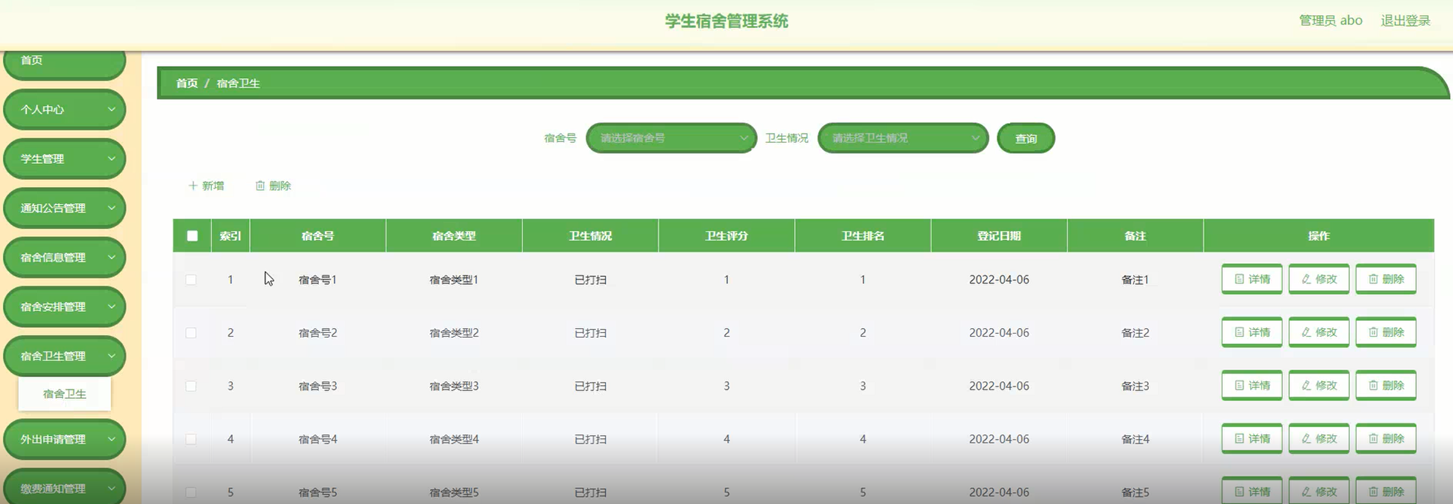 学生宿舍管理系统
管理员 abo 退出登录
首页
个人中心
学生管理
通知公告管理
宿舍信息管理
宿舍安排管理
宿舍卫生管理
宿舍卫生
外出申请管理
缴费通知管理
首页 / 宿舍卫生
宿舍号 请选择宿舍号 卫生情况 请选择卫生情况 查询
新增 删除
索引 宿舍号 宿舍类型 卫生情况 卫生评分 卫生排名 登记日期 备注 操作
1 宿舍号1 宿舍类型1 已打扫 1 1 2022-04-06 备注1 详情 修改 删除
2 宿舍号2 宿舍类型2 已打扫 2 2 2022-04-06 备注2 详情 修改 删除
3 宿舍号3 宿舍类型3 已打扫 3 3 2022-04-06 备注3 详情 修改 删除
4 宿舍号4 宿舍类型4 已打扫 4 4 2022-04-06 备注4 详情 修改 删除
5 宿舍号5 宿舍类型5 已打扫 5 5 2022-04-06 备注5 详情 修改 删除